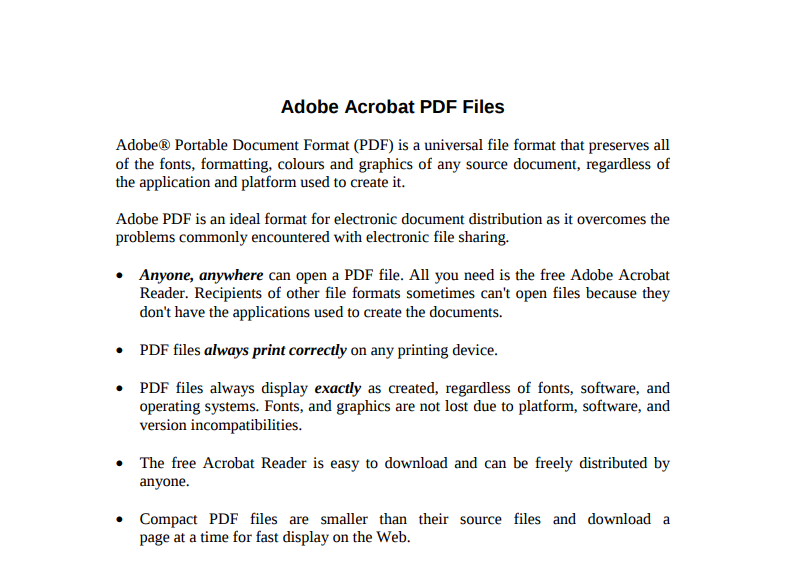 Adobe Acrobat PDF Files
Adobe® Portable Document Format (PDF) is a universal file format that preserves all
of the fonts, formatting, colours and graphics of any source document, regardless of
the application and platform used to create it.
Adobe PDF is an ideal format for electronic document distribution as it overcomes the
problems commonly encountered with electronic file sharing.
• Anyone, anywhere can open a PDF file. All you need is the free Adobe Acrobat
Reader. Recipients of other file formats sometimes can't open files because they
don't have the applications used to create the documents.
• PDF files always print correctly on any printing device.
• PDF files always display exactly as created, regardless of fonts, software, and
operating systems. Fonts, and graphics are not lost due to platform, software, and
version incompatibilities.
• The free Acrobat Reader is easy to download and can be freely distributed by
anyone.
• Compact PDF files are smaller than their source files and download a
page at a time for fast display on the Web.